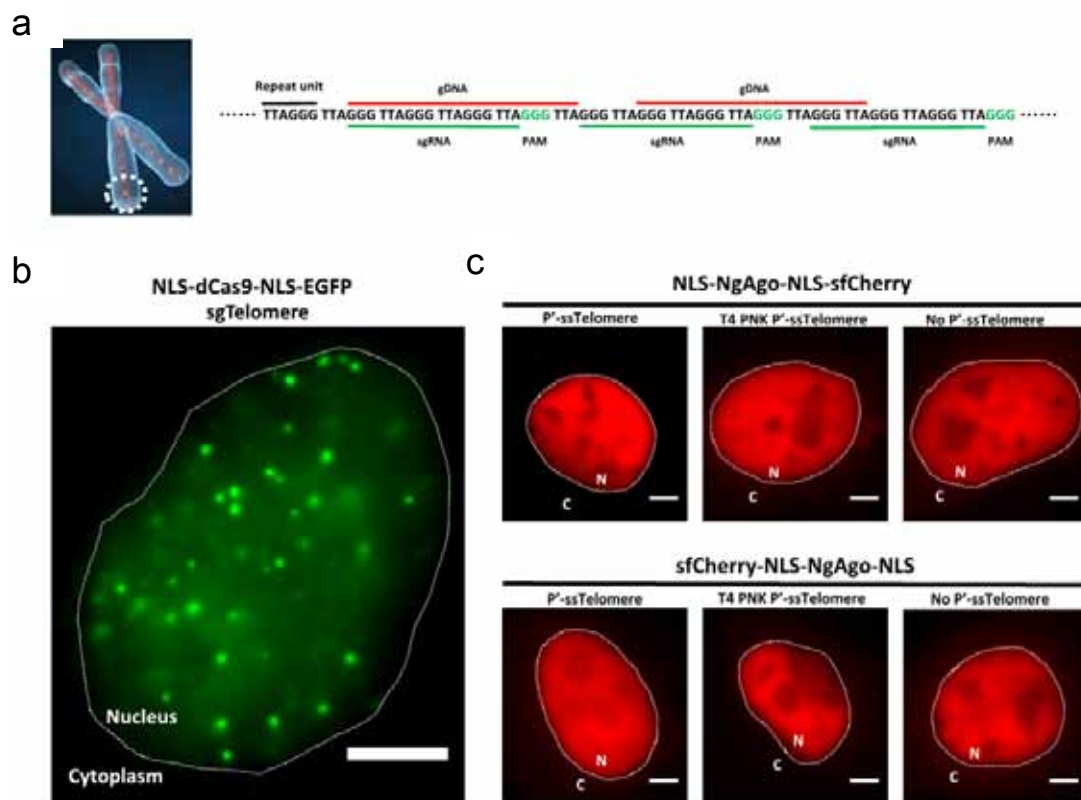 a
Repeat unit
gDNA
gDNA
······ TTAGGG TTAGGG TTAGGG TTAGGG TTAGGG TTAGGG TTAGGG TTAGGG TTAGGG TTAGGG TTAGGG TTAGGG TTAGGG ······
sgRNA
PAM
sgRNA
PAM
sgRNA
PAM
b
NLS-dCas9-NLS-EGFP
sgTelomere
Nucleus
Cytoplasm
c
NLS-NgAgo-NLS-sfCherry
P'-ssTelomere
T4 PNK P'-ssTelomere
No P'-ssTelomere
N
C
N
C
N
C
sfCherry-NLS-NgAgo-NLS
P'-ssTelomere
T4 PNK P'-ssTelomere
No P'-ssTelomere
N
C
N
C
N
C